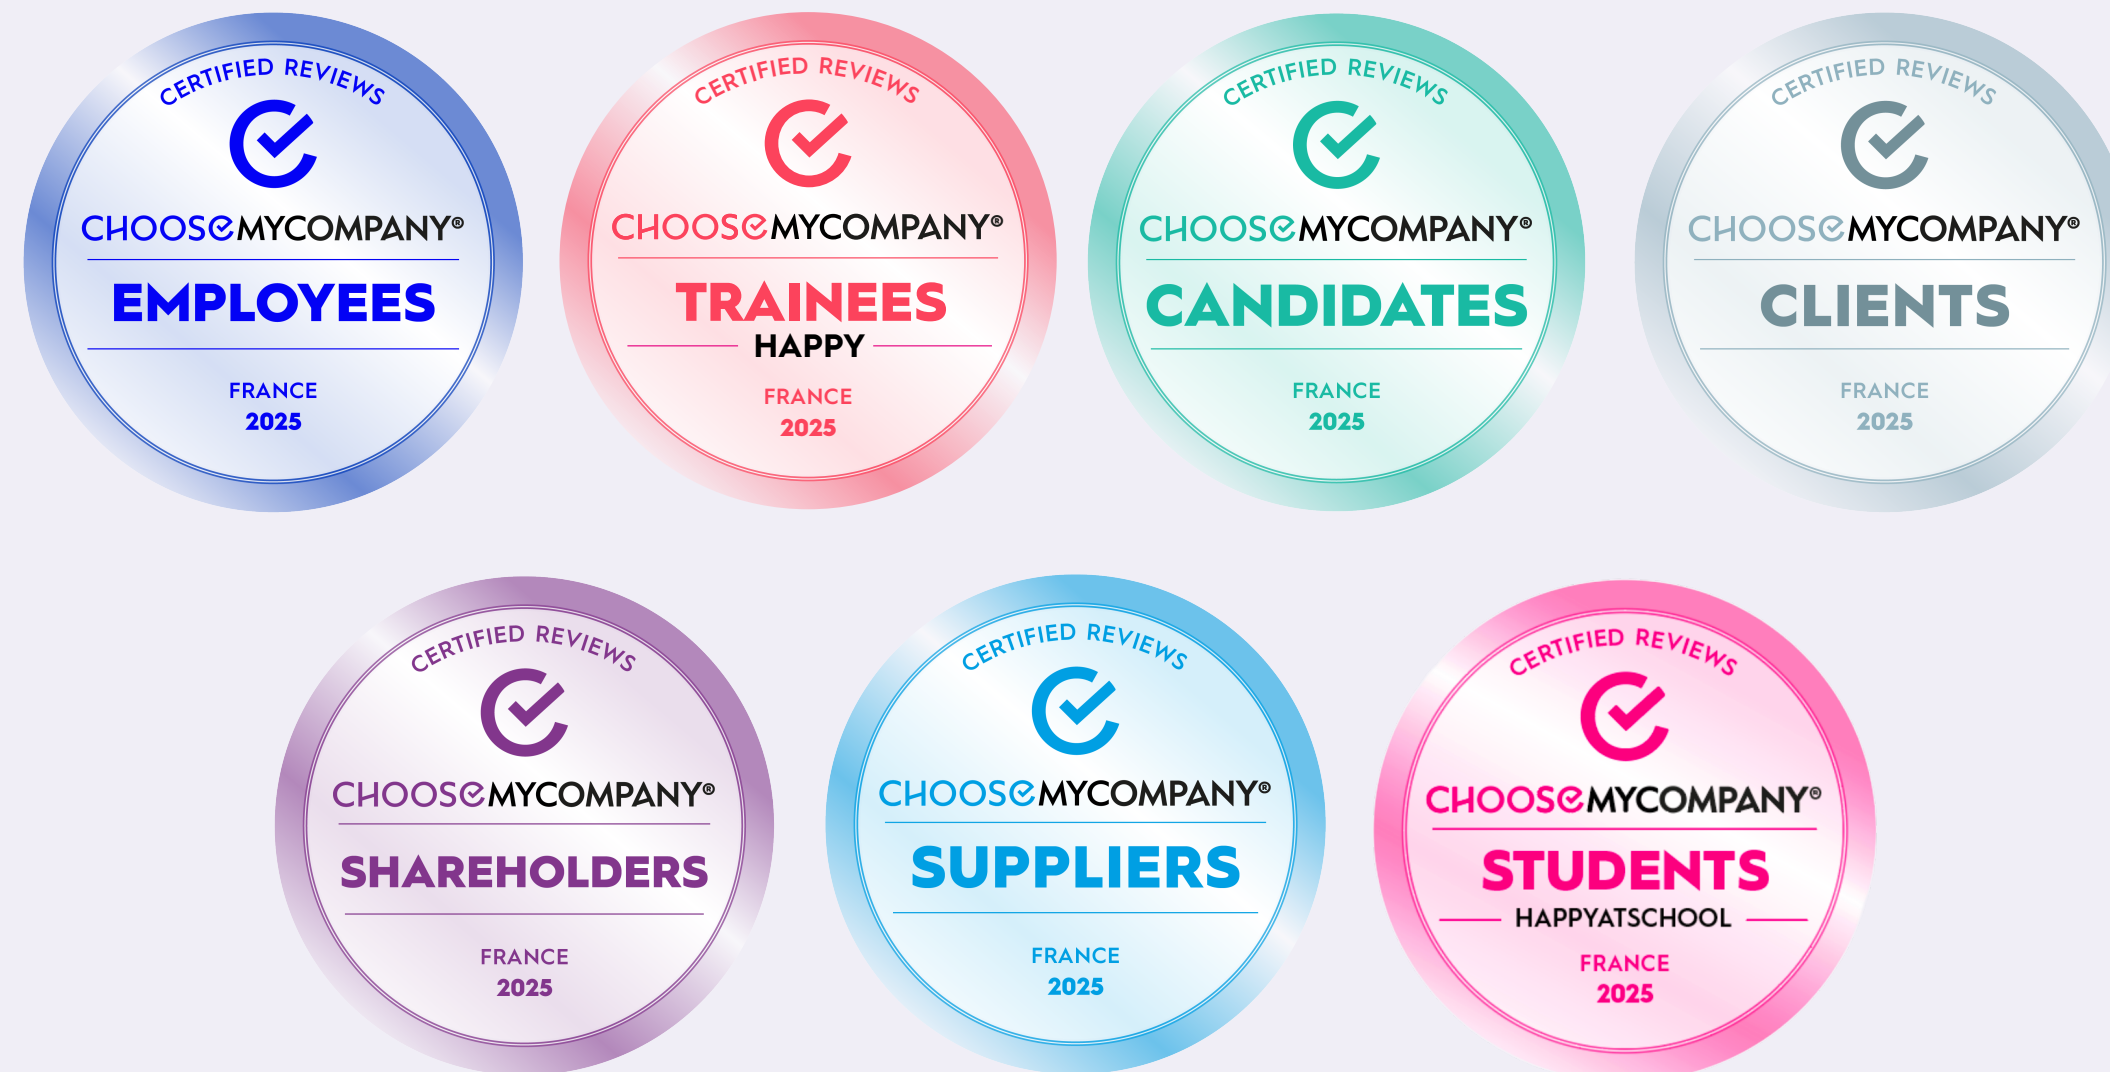 CERTIFIED REVIEWS
CHOOSEMYCOMPANY®
EMPLOYEES
FRANCE
2025
CERTIFIED REVIEWS
CHOOSEMYCOMPANY®
TRAINEES
HAPPY
FRANCE
2025
CERTIFIED REVIEWS
CHOOSEMYCOMPANY®
CANDIDATES
FRANCE
2025
CERTIFIED REVIEWS
CHOOSEMYCOMPANY®
CLIENTS
FRANCE
2025
CERTIFIED REVIEWS
CHOOSEMYCOMPANY®
SHAREHOLDERS
FRANCE
2025
CERTIFIED REVIEWS
CHOOSEMYCOMPANY®
SUPPLIERS
FRANCE
2025
CERTIFIED REVIEWS
CHOOSEMYCOMPANY®
STUDENTS
HAPPYATSCHOOL
FRANCE
2025